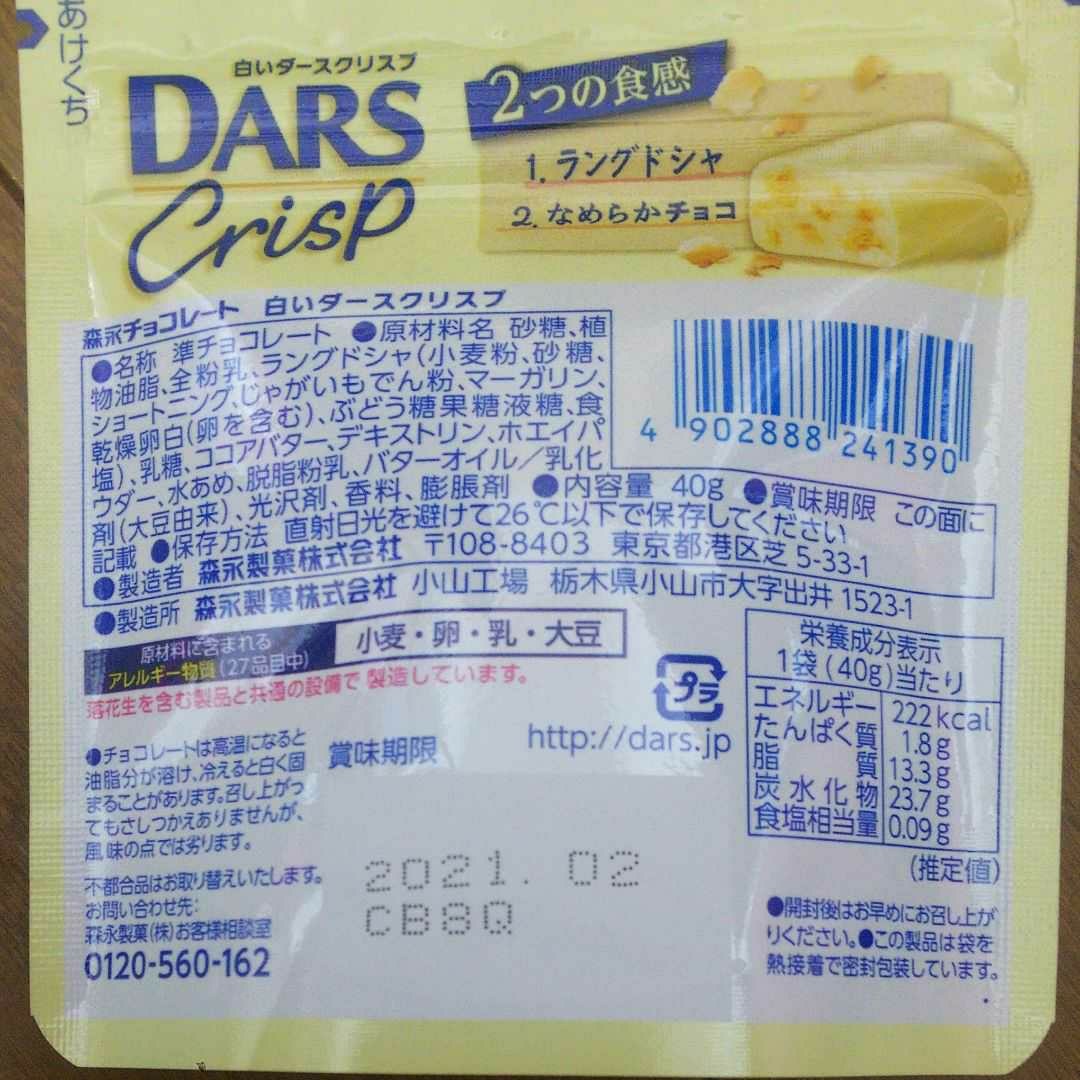 あけくち
白いダースクリスプ
DARS
Crisp
2つの食感
1. ラングドシャ
2. なめらかチョコ
森永チョコレート 白いダースクリスプ
●名称 準チョコレート ●原材料名 砂糖、植
物油脂、全粉乳、ラングドシャ(小麦粉、砂糖、
ショートニング、じゃがいもでん粉、マーガリン、
乾燥卵白(卵を含む)、ぶどう糖果糖液糖、食
塩)、乳糖、ココアバター、デキストリン、ホエイパ
ウダー、水あめ、脱脂粉乳、バターオイル／乳化
剤(大豆由来)、光沢剤、香料、膨脹剤 ●内容量 40g ●賞味期限 この面に
記載 ●保存方法 直射日光を避けて26℃以下で保存してください
●製造者 森永製菓株式会社 〒108-8403 東京都港区芝 5-33-1
●製造所 森永製菓株式会社 小山工場 栃木県小山市大字出井 1523-1
4 902888 241390
原材料に含まれる
アレルギー物質(27品目中)
小麦・卵・乳・大豆
落花生を含む製品と共通の設備で製造しています。
プラ
http://dars.jp
栄養成分表示
1袋(40g)当たり
エネルギー 222kcal
たんぱく質 1.8g
脂質 13.3g
炭水化物 23.7g
食塩相当量 0.09g
(推定値)
●チョコレートは高温になると
油脂分が溶け、冷えると白く固
まることがあります。召し上がっ
てもさしつかえありませんが、
風味の点では劣ります。
不都合品はお取り替えいたします。
お問い合わせ先:
森永製菓(株)お客様相談室
0120-560-162
賞味期限
2021. 02
CB8Q
●開封後はお早めにお召し上が
りください。●この製品は袋を
熱接着で密封包装しています。